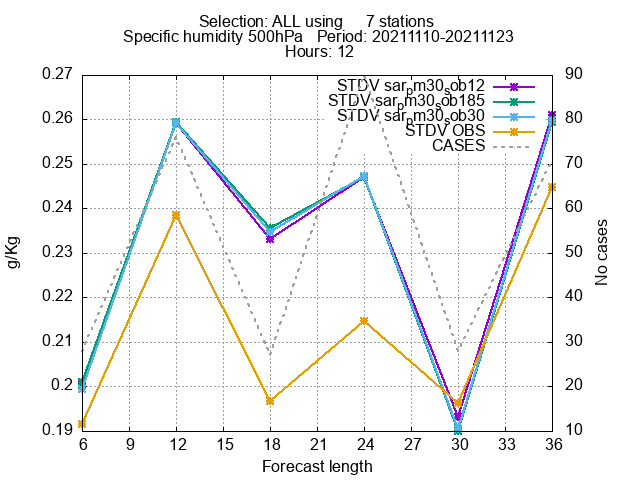 Selection: ALL using 7 stations
Specific humidity 500hPa Period: 20211110-20211123
Hours: 12
STDV sar_pm30_sob12
STDV sar_pm30_sob185
STDV sar_pm30_sob30
STDV OBS
CASES
0.27
0.26
0.25
0.24
0.23
0.22
0.21
0.2
0.19
g/Kg
90
80
70
60
50
40
30
20
10
No cases
6 9 12 15 18 21 24 27 30 33 36
Forecast length